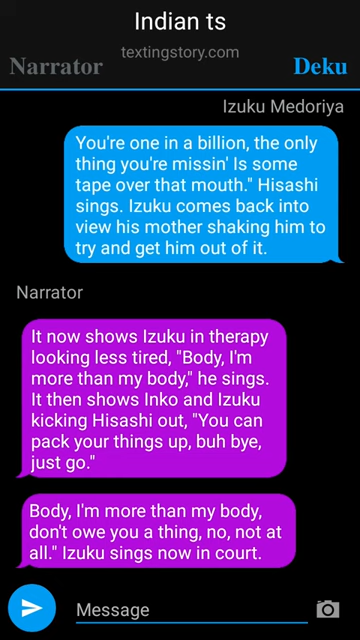 Indian ts
textingstory.com
Narrator
Deku
Izuku Medoriya
You're one in a billion, the only
thing you're missin' Is some
tape over that mouth." Hisashi
sings. Izuku comes back into
view his mother shaking him to
try and get him out of it.
Narrator
It now shows Izuku in therapy
looking less tired, "Body, I'm
more than my body," he sings.
It then shows Inko and Izuku
kicking Hisashi out, "You can
pack your things up, buh bye,
just go."
Body, I'm more than my body,
don't owe you a thing, no, not at
all." Izuku sings now in court.
Message